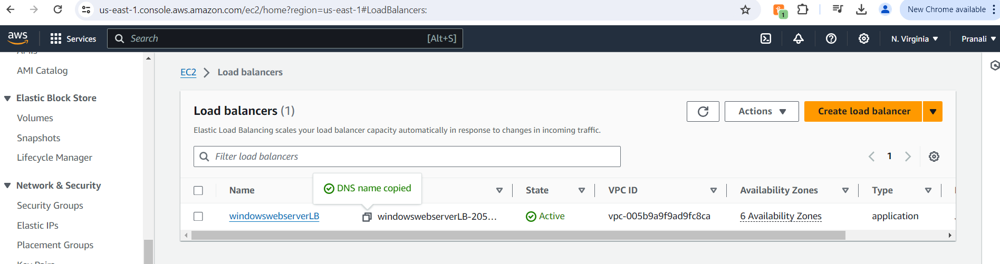 us-east-1.console.aws.amazon.com/ec2/home?region=us-east-1#LoadBalancers:
1
New Chrome available
aws
Services
Search
[Alt+S]
N. Virginia
Pranali
AMIs
AMI Catalog
Elastic Block Store
Volumes
Snapshots
Lifecycle Manager
Network & Security
Security Groups
Elastic IPs
Placement Groups
Key Pairs
EC2
Load balancers
Load balancers (1)
Actions
Create load balancer
Elastic Load Balancing scales your load balancer capacity automatically in response to changes in incoming traffic.
Filter load balancers
1
DNS name copied
Name
State
VPC ID
Availability Zones
Type
windowswebserverLB
windowswebserverLB-205...
Active
vpc-005b9a9f9ad9fc8ca
6 Availability Zones
application